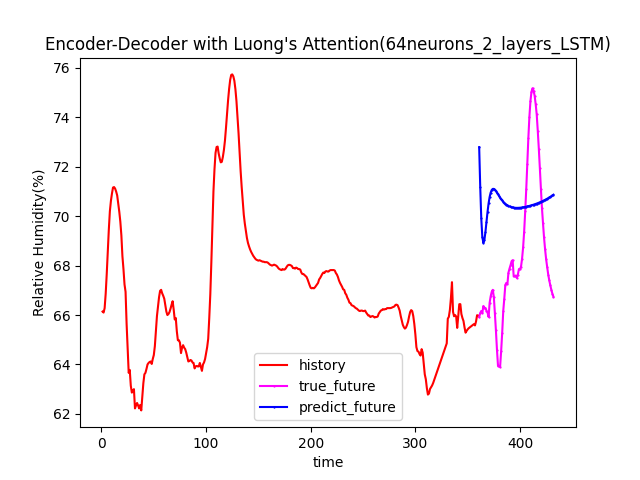 Encoder-Decoder with Luong's Attention(64neurons_2_layers_LSTM)
Relative Humidity(%)
76
74
72
70
68
66
64
62
history
true_future
predict_future
0
100
200
300
400
time